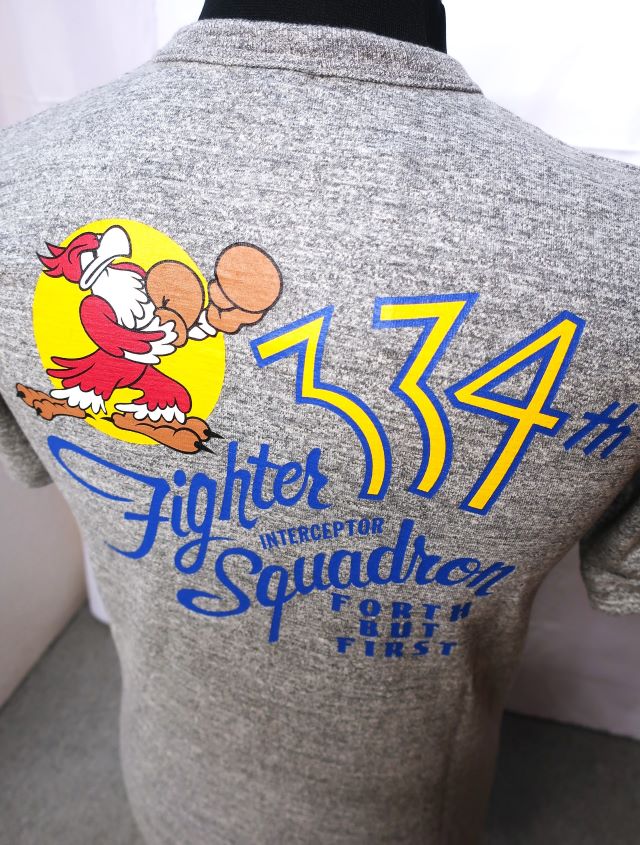 334th
Fighter
INTERCEPTOR
Squadron
FORTH
BUT
FIRST